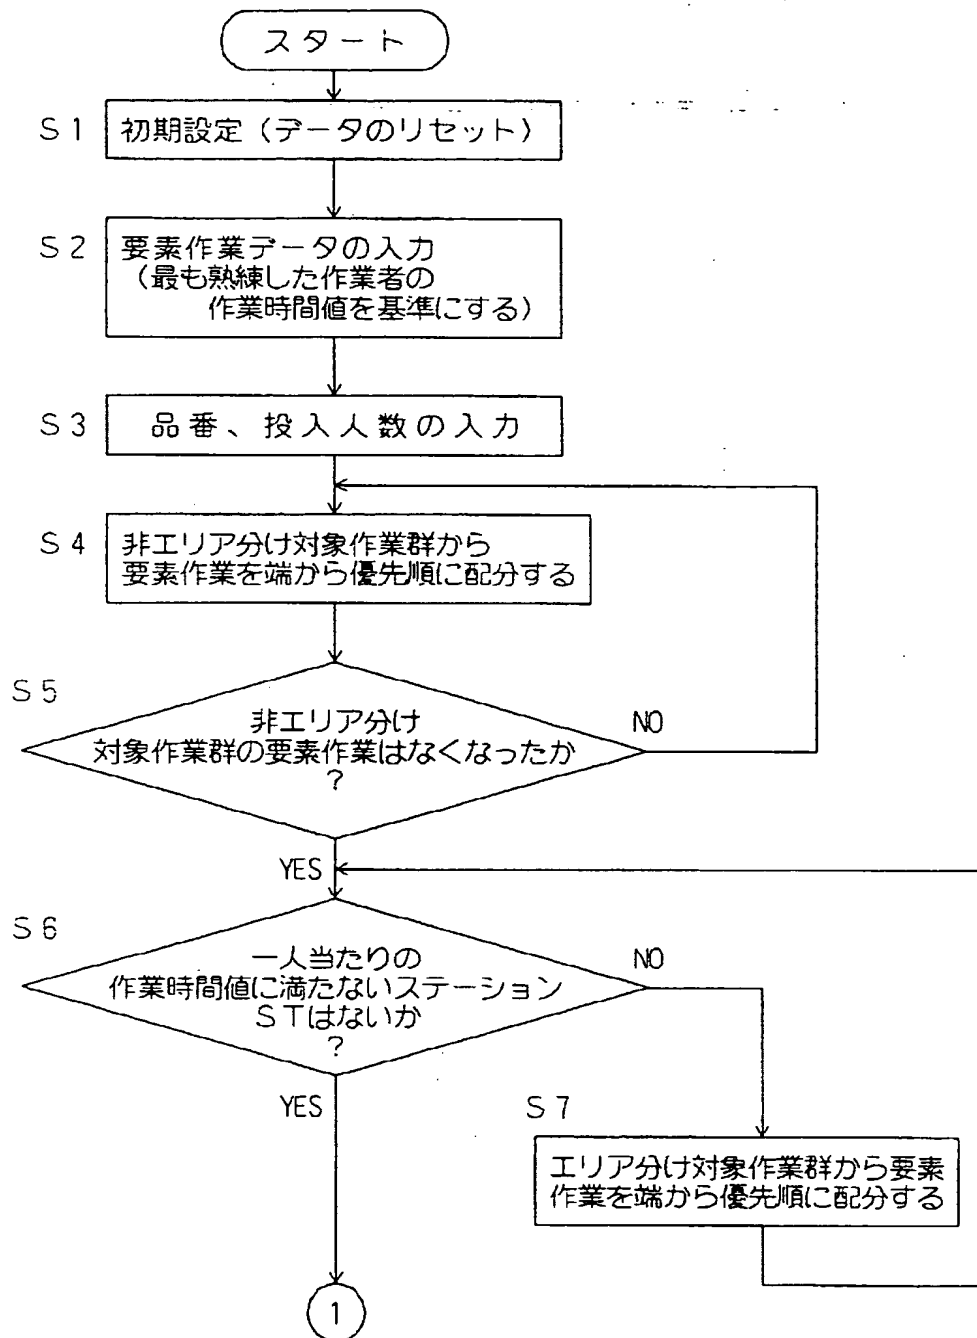 スタート
S1 初期設定(データのリセット)
S2 要素作業データの入力
(最も熟練した作業者の
作業時間値を基準にする)
S3 品番、投入人数の入力
S4 非エリア分け対象作業群から
要素作業を端から優先順に配分する
S5
非エリア分け
対象作業群の要素作業はなくなったか
?
NO
YES
S6
一人当たりの
作業時間値に満たないステーション
STはないか
?
NO
YES
S7
エリア分け対象作業群から要素
作業を端から優先順に配分する
1